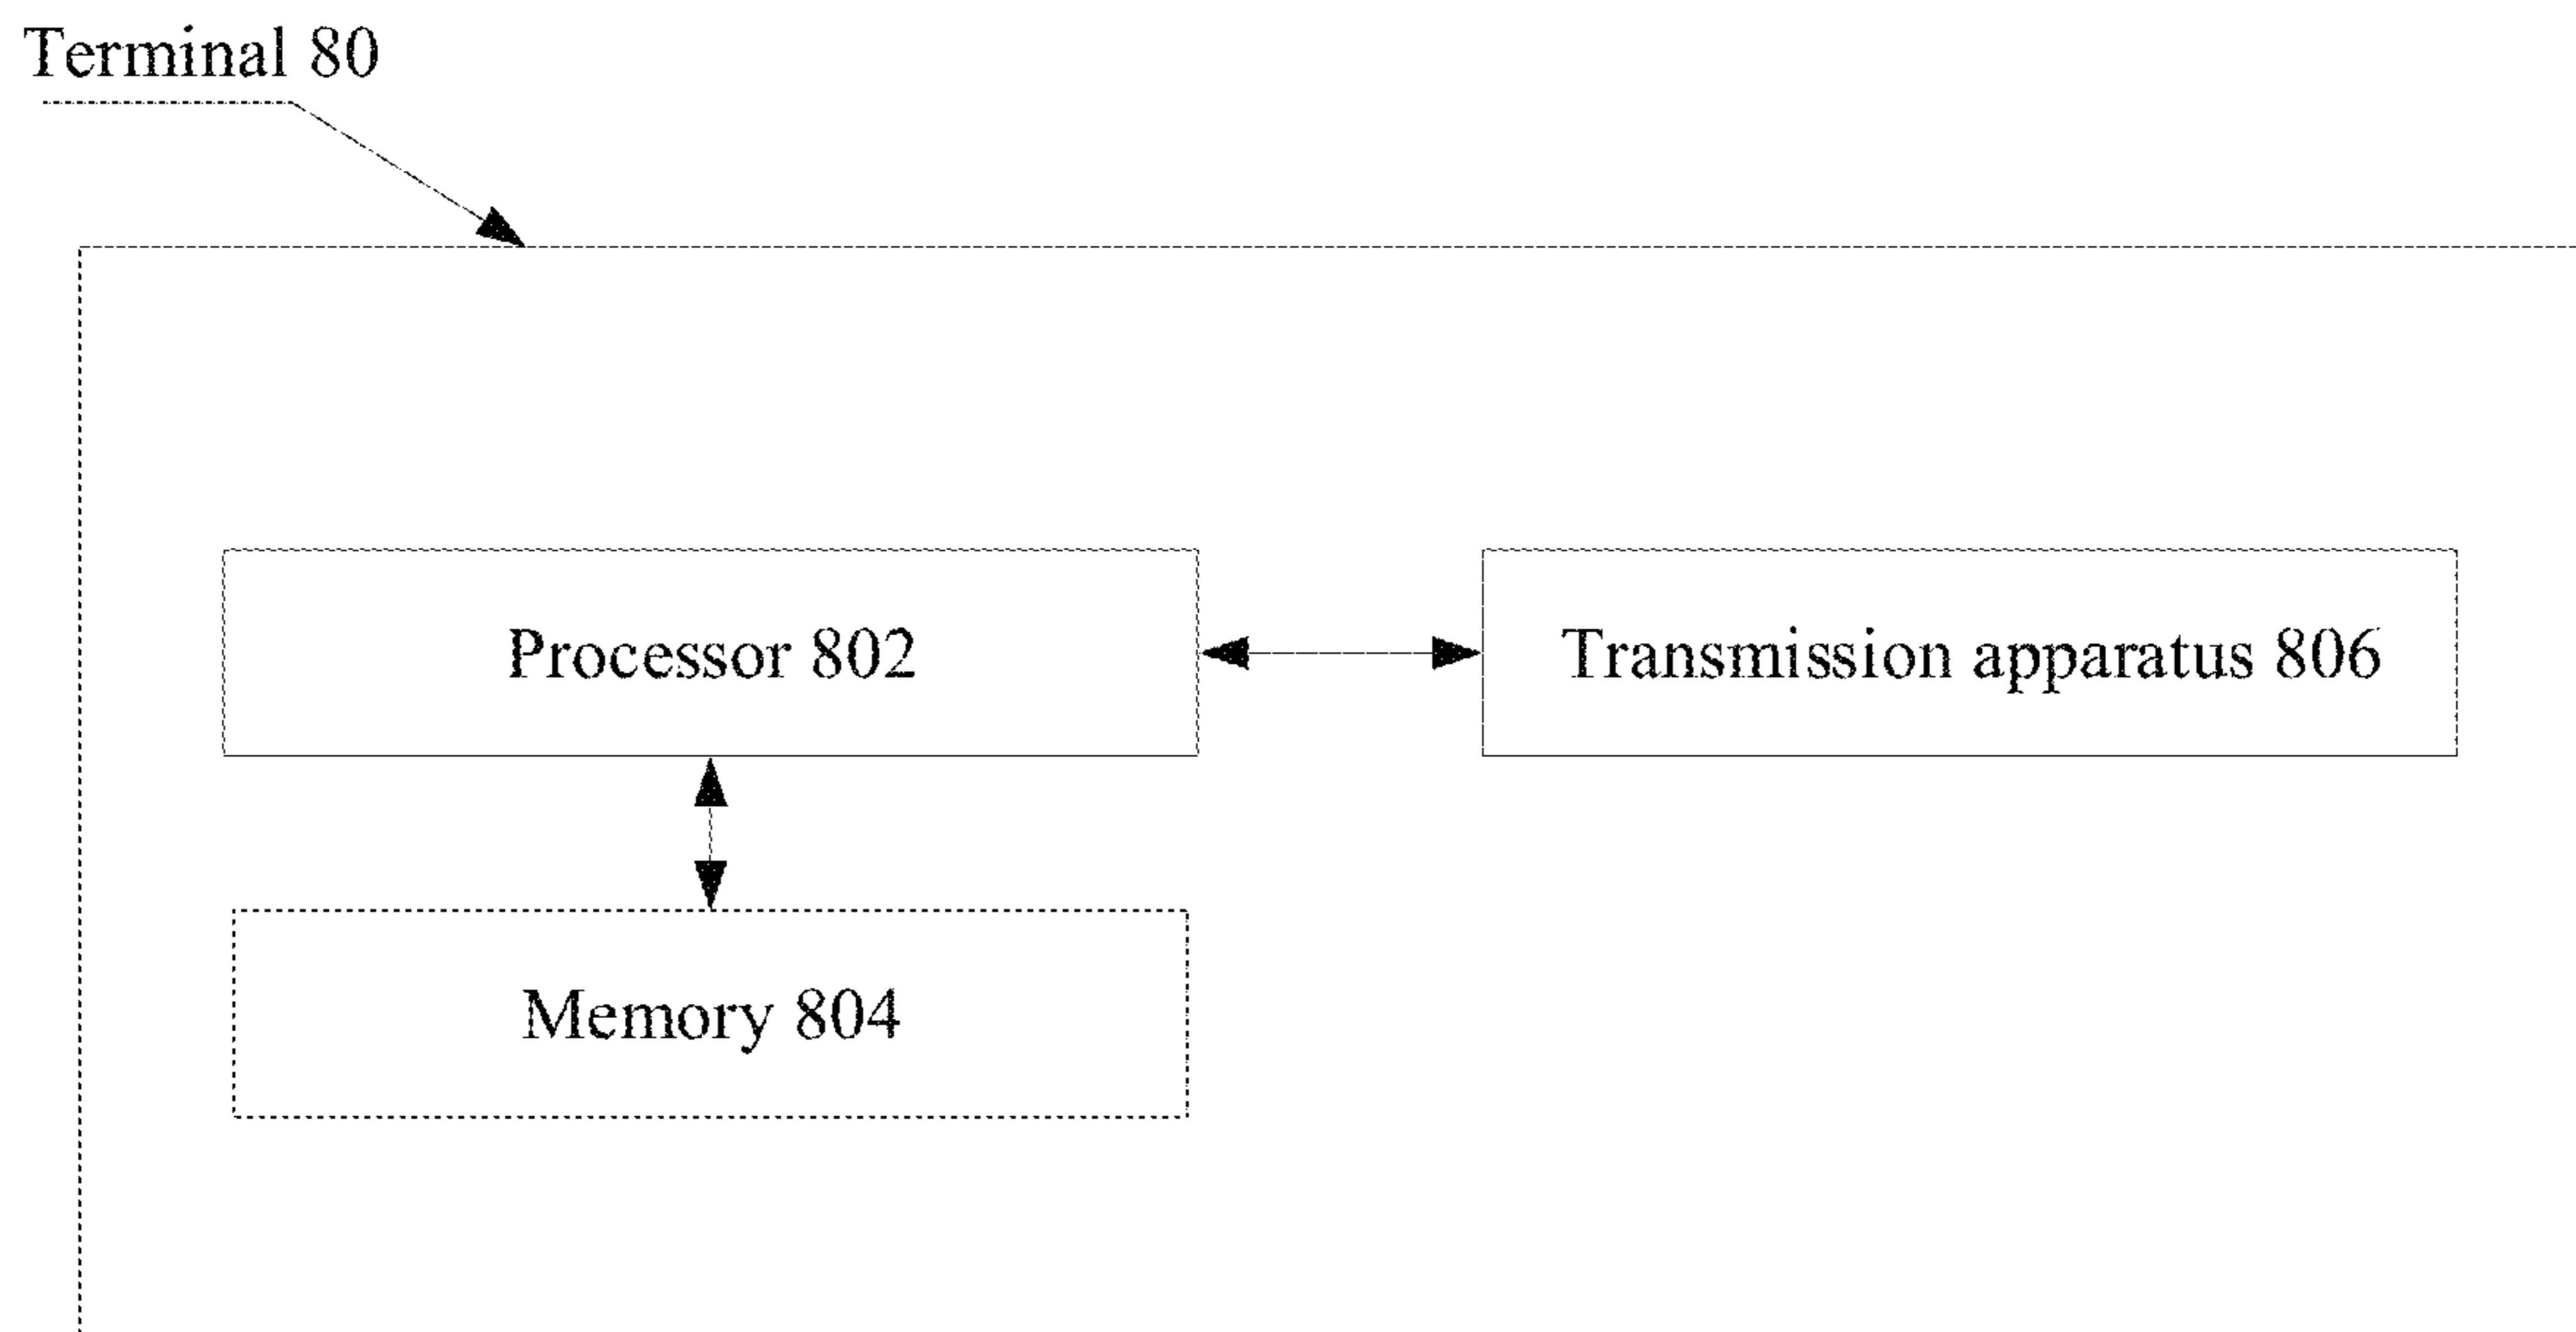 Terminal 80
Processor 802
Transmission apparatus 806
Memory 804